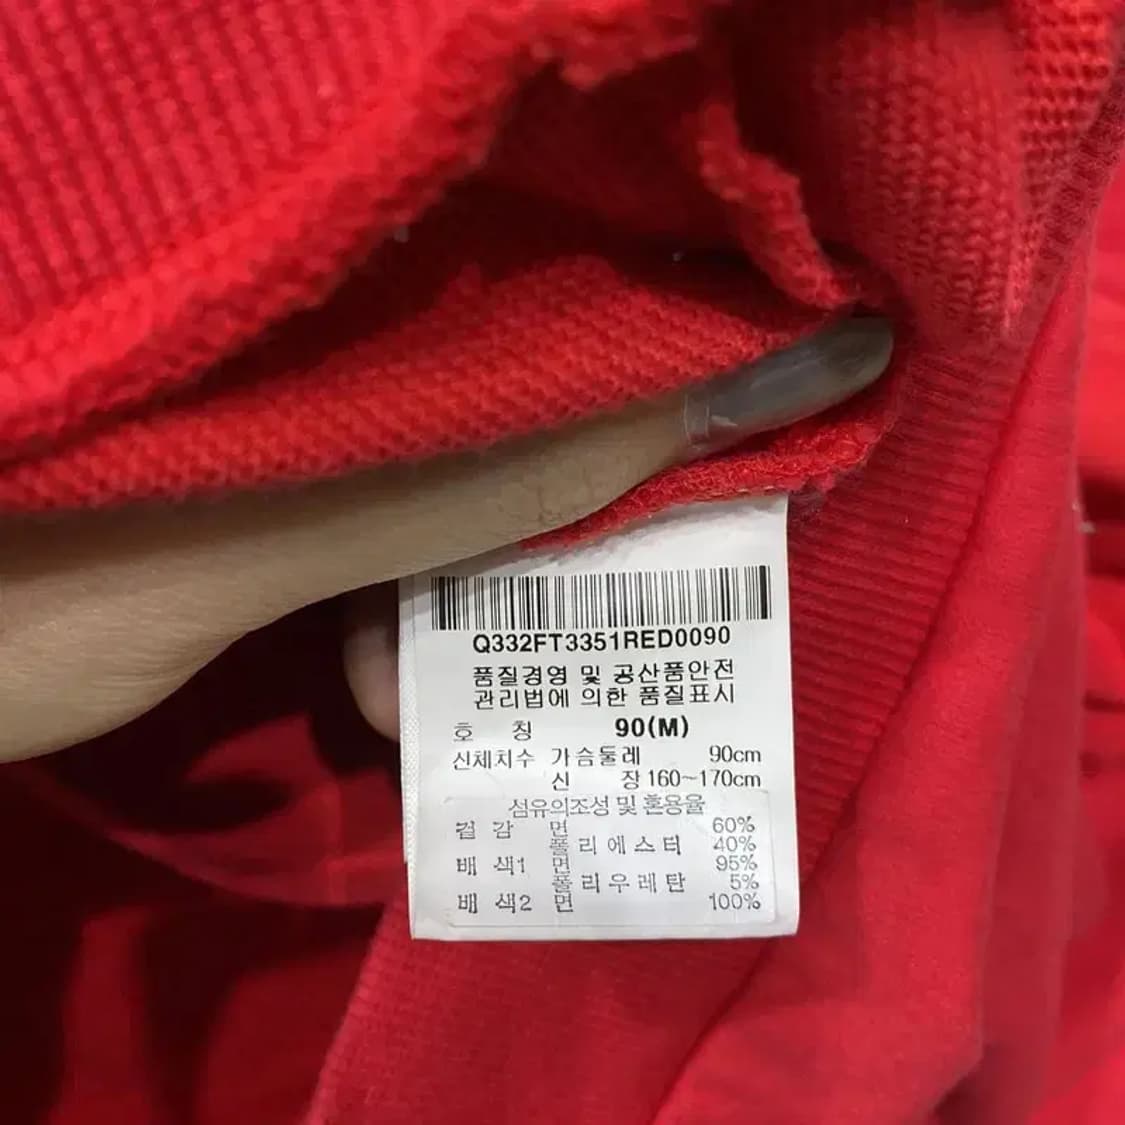 Q332FT3351RED0090
품질경영 및 공산품안전
관리법에 의한 품질표시
호 칭 90(M)
신체치수 가슴둘레 90cm
신 장 160~170cm
섬유의조성 및 혼용율
겉 감 면 60%
폴리에스터 40%
배 색1 면 95%
폴리우레탄 5%
배 색2 면 100%